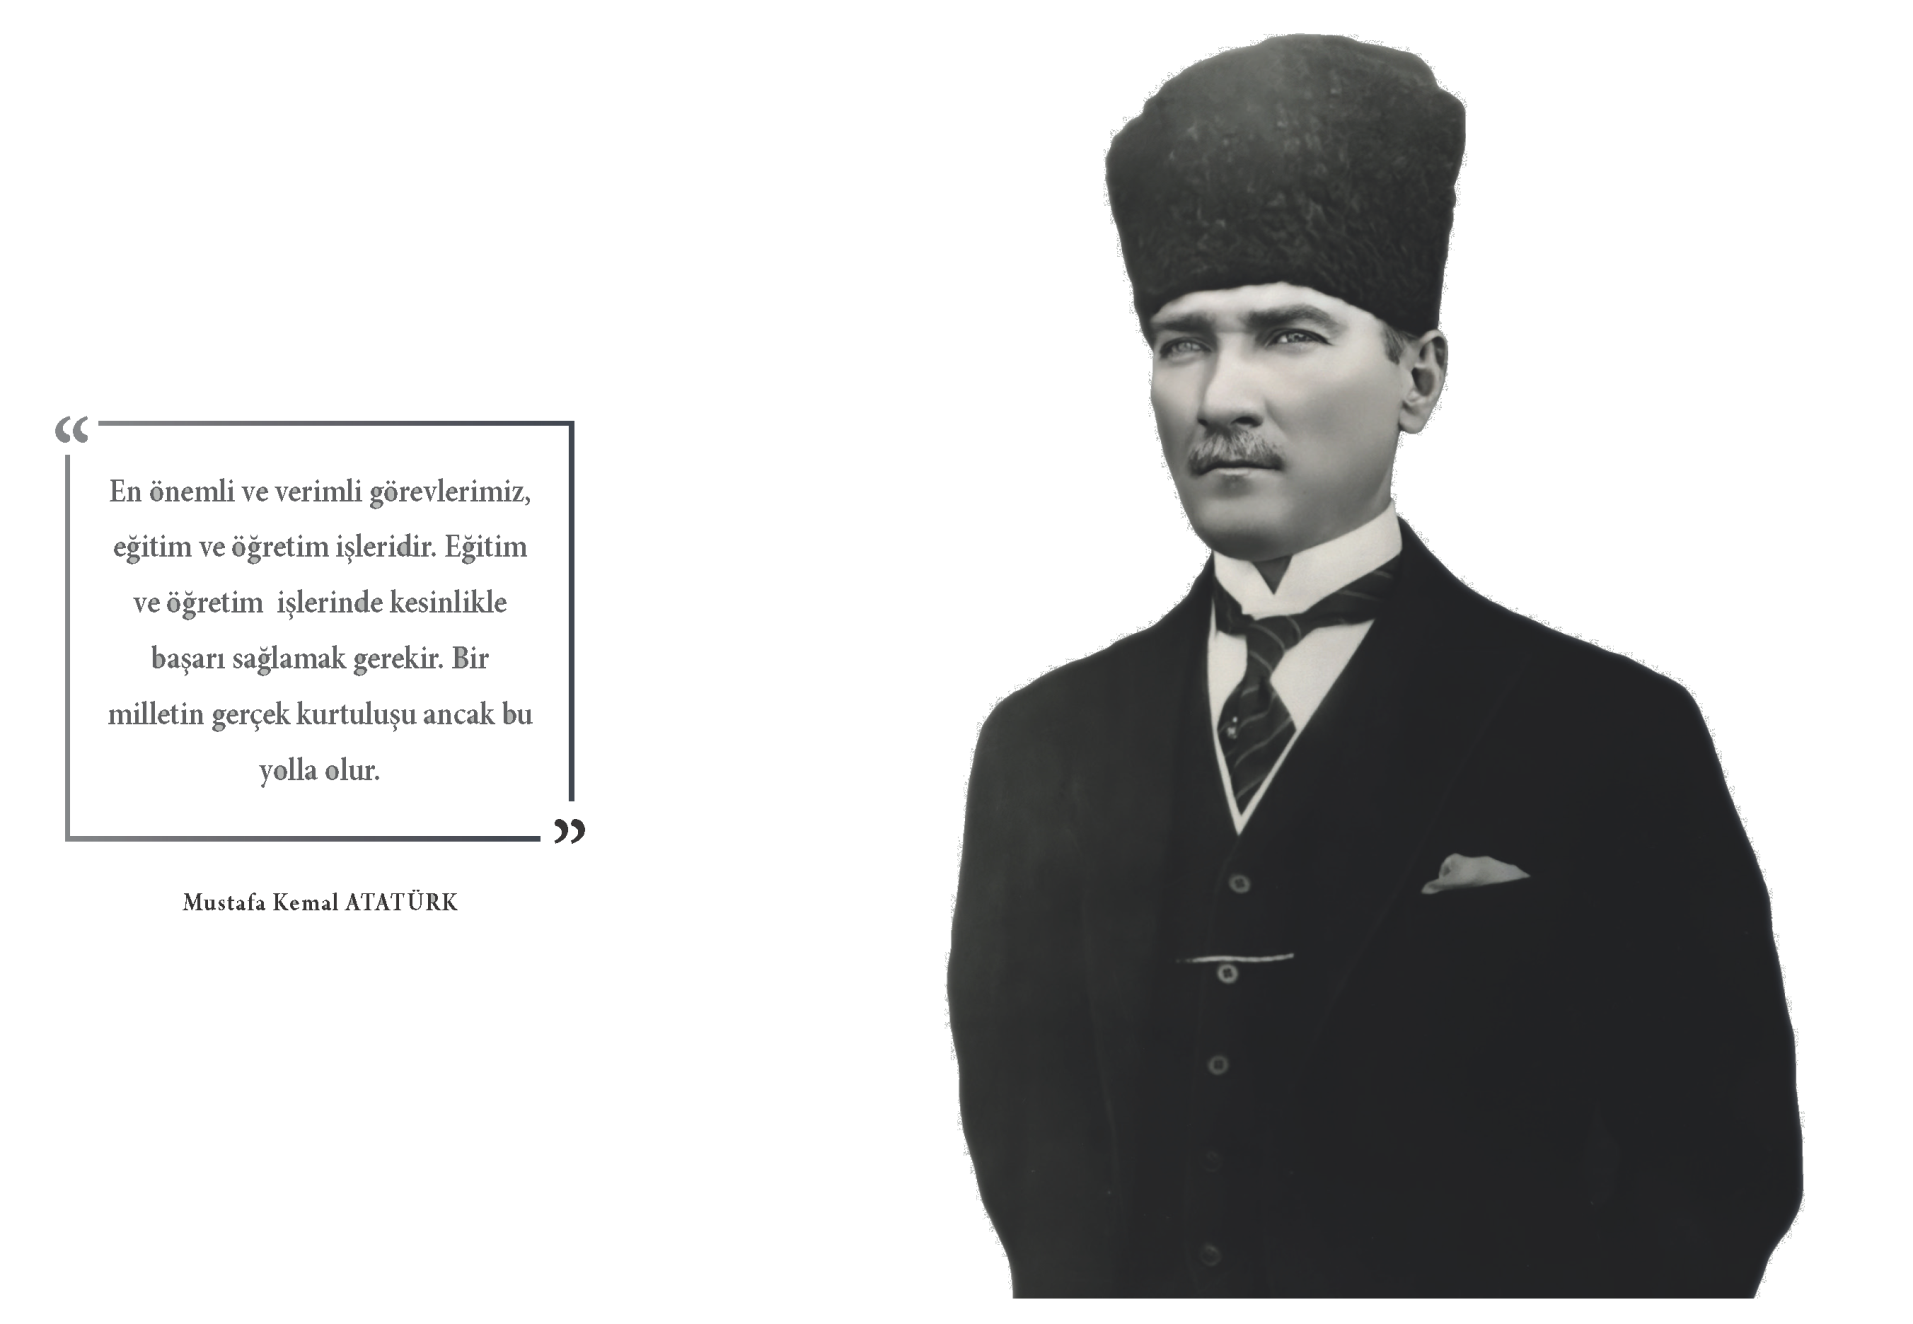 “
En önemli ve verimli görevlerimiz,
eğitim ve öğretim işleridir. Eğitim
ve öğretim  işlerinde kesinlikle
başarı sağlamak gerekir. Bir
milletin gerçek kurtuluşu ancak bu
yolla olur.
”
Mustafa Kemal ATATÜRK